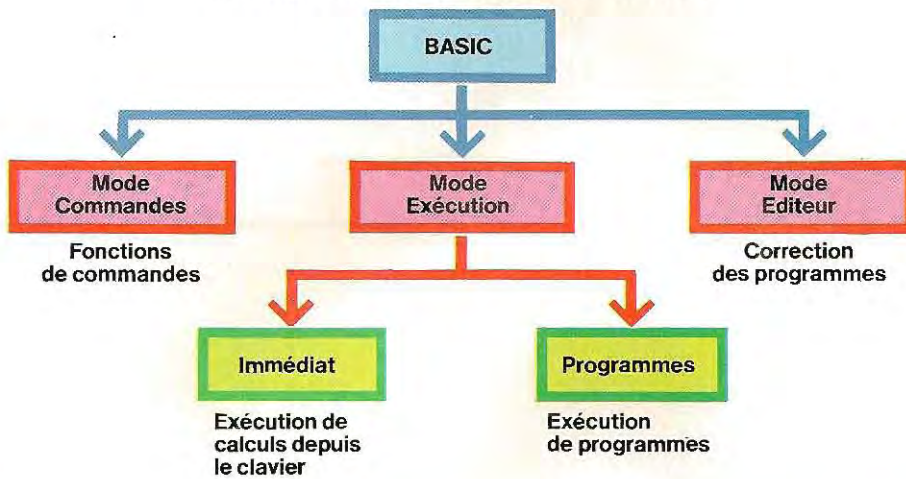 BASIC
Mode
Commandes
Fonctions
de commandes
Mode
Exécution
Mode
Editeur
Correction
des programmes
Immédiat
Exécution de
calculs depuis
le clavier
Programmes
Exécution
de programmes